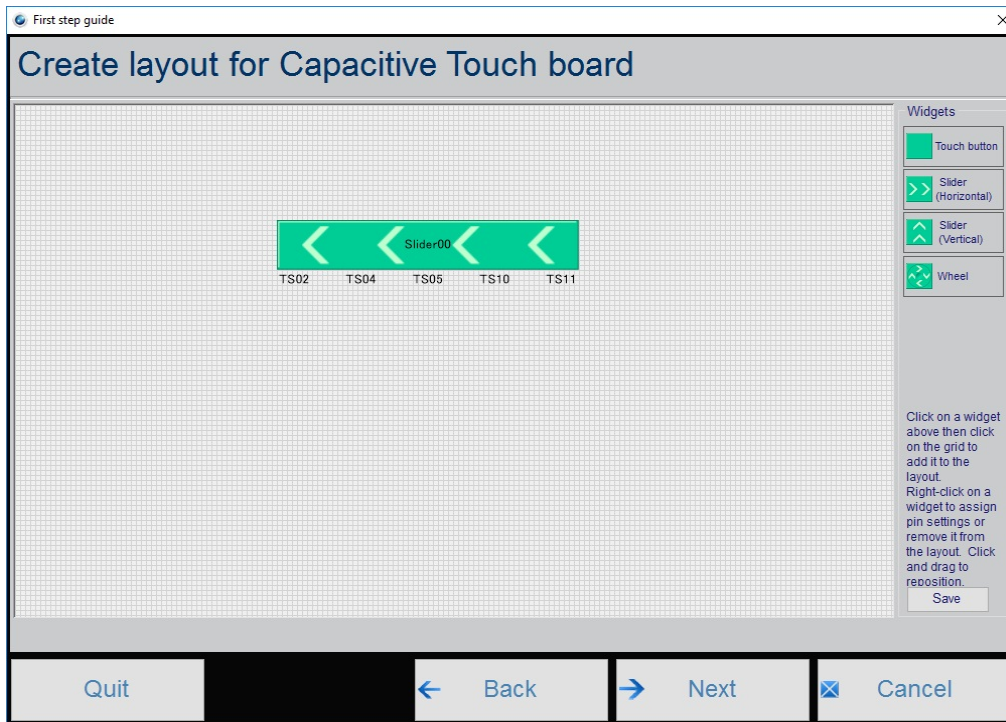 First step guide
Create layout for Capacitive Touch board
Widgets
Touch button
Slider
(Horizontal)
Slider
(Vertical)
Wheel
Slider00
TS02 TS04 TS05 TS10 TS11
Click on a widget
above then click
on the grid to
add it to the
layout.
Right-click on a
widget to assign
pin settings or
remove it from
the layout. Click
and drag to
reposition.
Save
Quit
Back
Next
Cancel